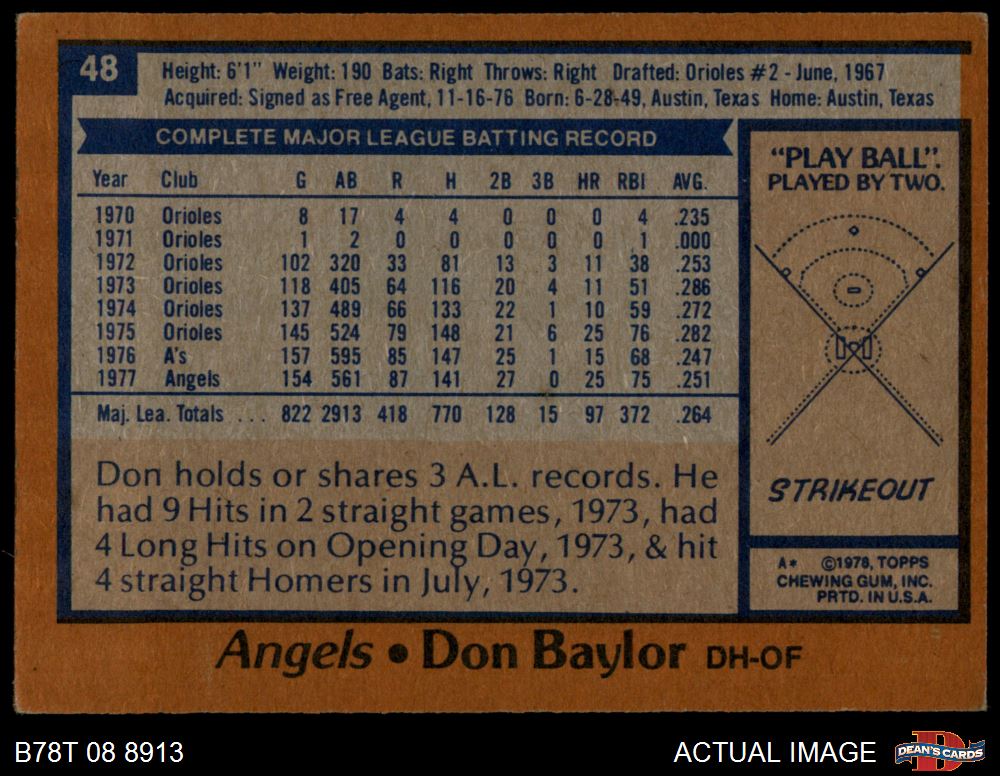 48
Height: 6'1" Weight: 190 Bats: Right Throws: Right Drafted: Orioles #2 - June, 1967
Acquired: Signed as Free Agent, 11-16-76 Born: 6-28-49, Austin, Texas Home: Austin, Texas
COMPLETE MAJOR LEAGUE BATTING RECORD
Year Club G AB R H 2B 3B HR RBI AVG.
1970 Orioles 8 17 4 4 0 0 0 4 .235
1971 Orioles 1 2 0 0 0 0 0 1 .000
1972 Orioles 102 320 33 81 13 3 11 38 .253
1973 Orioles 118 405 64 116 20 4 11 51 .286
1974 Orioles 137 489 66 133 22 1 10 59 .272
1975 Orioles 145 524 79 148 21 6 25 76 .282
1976 A's 157 595 85 147 25 1 15 68 .247
1977 Angels 154 561 87 141 27 0 25 75 .251
Maj. Lea. Totals . . . 822 2913 418 770 128 15 97 372 .264
Don holds or shares 3 A.L. records. He
had 9 Hits in 2 straight games, 1973, had
4 Long Hits on Opening Day, 1973, & hit
4 straight Homers in July, 1973.
"PLAY BALL".
PLAYED BY TWO.
STRIKEOUT
A* ©1978, TOPPS
CHEWING GUM, INC.
PRTD. IN U.S.A.
Angels • Don Baylor DH-OF
B78T 08 8913
ACTUAL IMAGE
D
DEAN'S CARDS